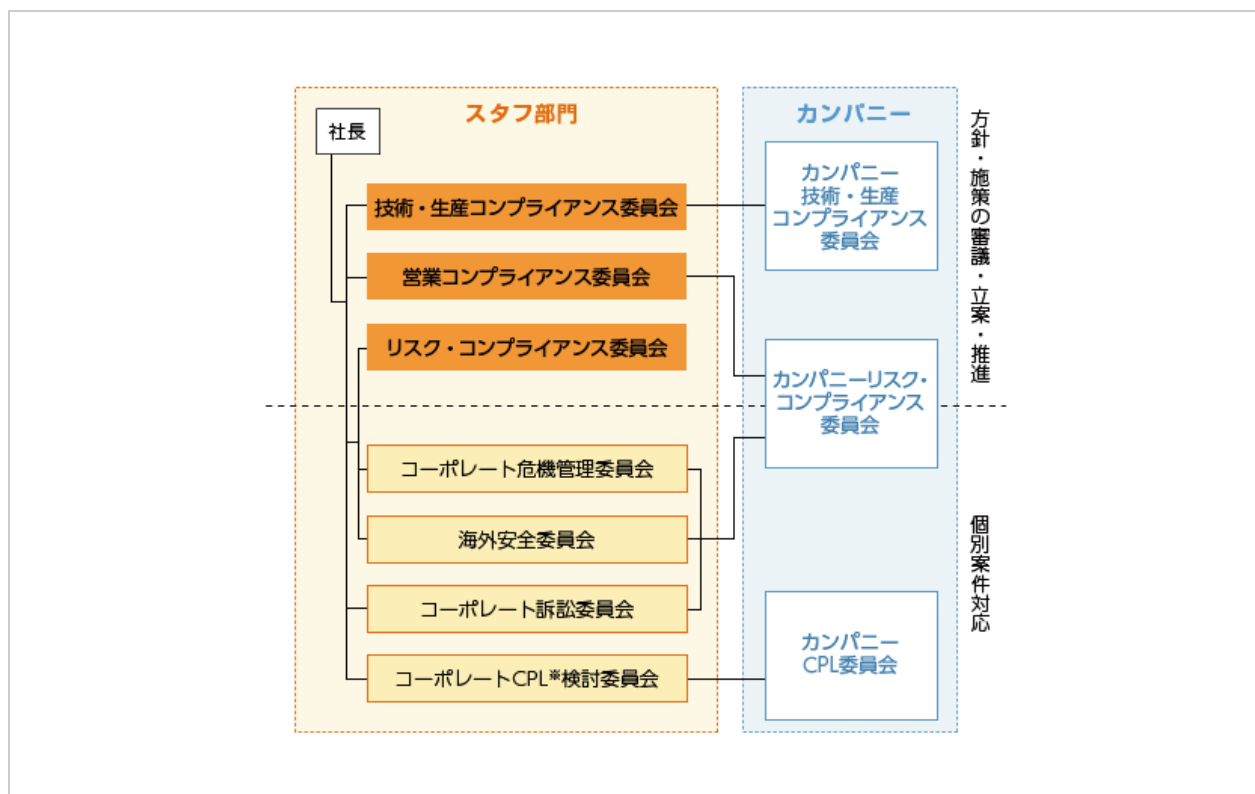 スタフ部門
社長
技術・生産コンプライアンス委員会
営業コンプライアンス委員会
リスク・コンプライアンス委員会
コーポレート危機管理委員会
海外安全委員会
コーポレート訴訟委員会
コーポレートCPL※検討委員会
カンパニー
カンパニー
技術・生産
コンプライアンス
委員会
カンパニーリスク・
コンプライアンス
委員会
カンパニー
CPL委員会
方針・施策の審議・立案・推進
個別案件対応